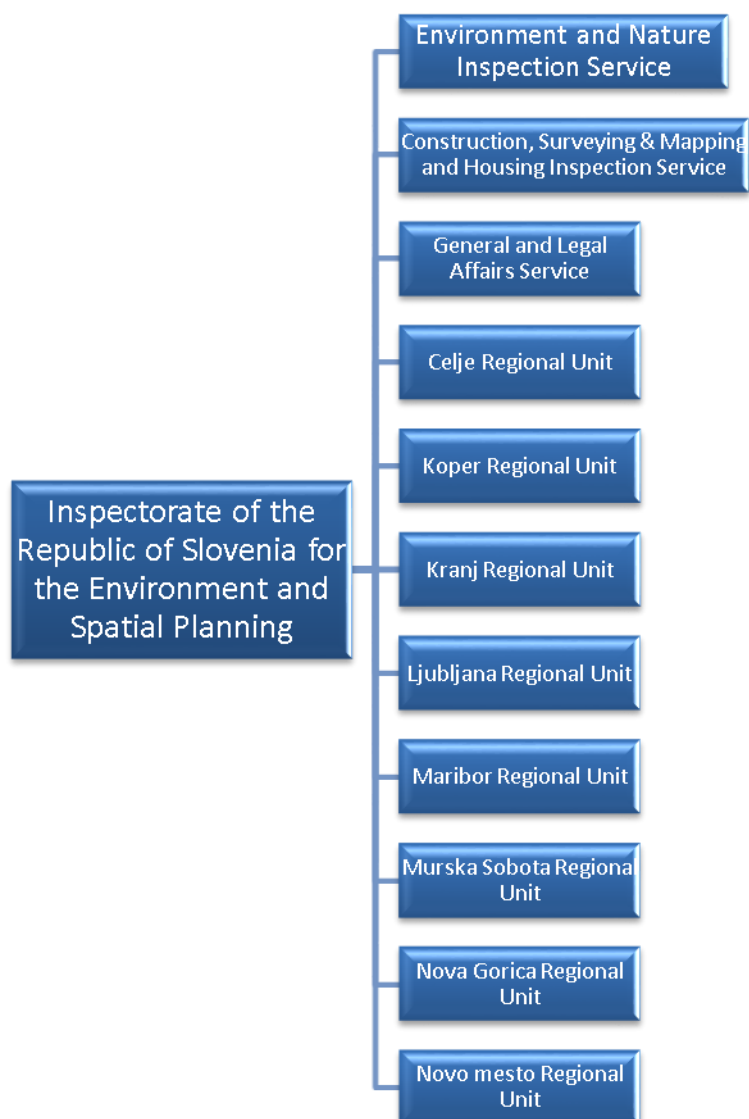 Environment and Nature
Inspection Service
Construction, Surveying & Mapping
and Housing Inspection Service
General and Legal
Affairs Service
Celje Regional Unit
Koper Regional Unit
Inspectorate of the
Republic of Slovenia for
the Environment and
Spatial Planning
Kranj Regional Unit
Ljubljana Regional Unit
Maribor Regional Unit
Murska Sobota Regional
Unit
Nova Gorica Regional
Unit
Novo mesto Regional
Unit